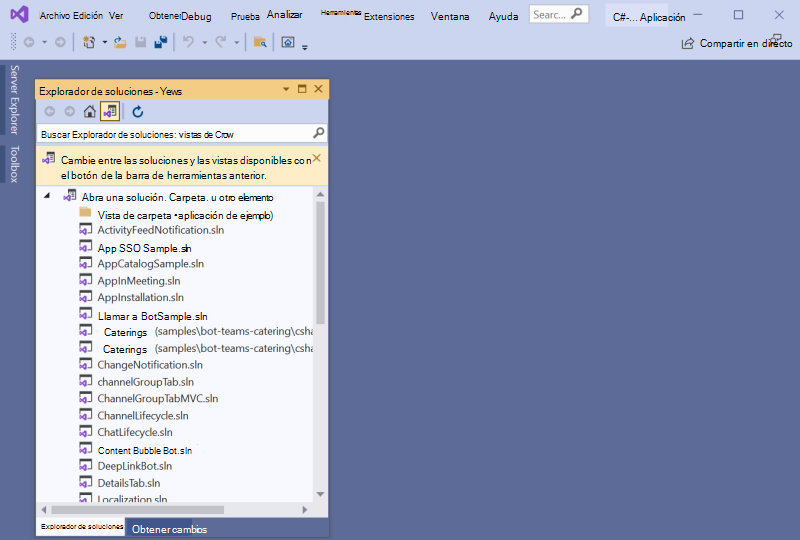 Archivo Edición Ver Obtener Debug Prueba Analizar Herramientas Extensiones Ventana Ayuda Searc... C#-... Aplicación
Compartir en directo
Server Explorer
Toolbox
Explorador de soluciones - Yews
Buscar Explorador de soluciones: vistas de Crow
Cambie entre las soluciones y las vistas disponibles con
el botón de la barra de herramientas anterior.
Abra una solución. Carpeta. u otro elemento
Vista de carpeta •aplicación de ejemplo)
ActivityFeedNotification.sln
App SSO Sample.sln
AppCatalogSample.sln
AppInMeeting.sln
AppInstallation.sln
Llamar a BotSample.sln
Caterings (samples\bot-teams-catering\csha
Caterings (samples\bot-teams-catering\csha
ChangeNotification.sln
channelGroupTab.sln
ChannelGroupTabMVC.sln
ChannelLifecycle.sln
ChatLifecycle.sln
Content Bubble Bot.sln
DeepLinkBot.sln
DetailsTab.sln
Localization.sln
Explorador de soluciones Obtener cambios